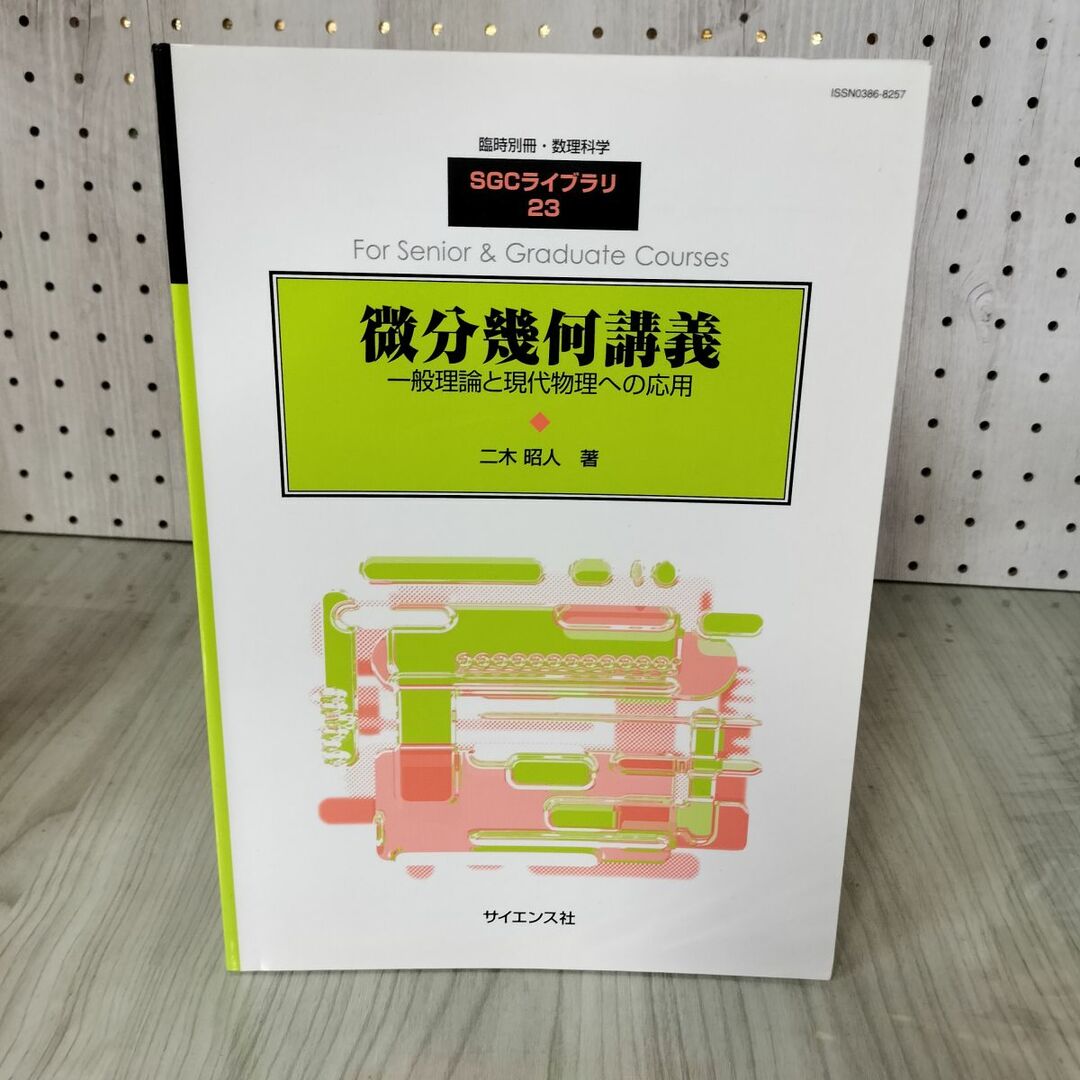 ISSN0386-8257
臨時別冊・数理科学
SGCライブラリ
23
For Senior & Graduate Courses
微分幾何講義
一般理論と現代物理への応用
二木 昭人 著
サイエンス社